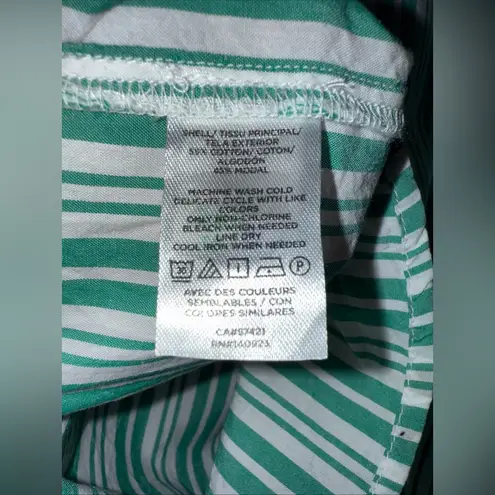 SHELL/ TISSU PRINCIPAL/
TELA EXTERIOR
55% COTTON/ COTON/
ALGODÓN
45% MODAL
MACHINE WASH COLD
DELICATE CYCLE WITH LIKE
COLORS
ONLY NON-CHLORINE
BLEACH WHEN NEEDED
LINE DRY
COOL IRON WHEN NEEDED
P
AVEC DES COULEURS
SEMBLABLES / CON
COLORES SIMILARES
CA#57421
RN#140923